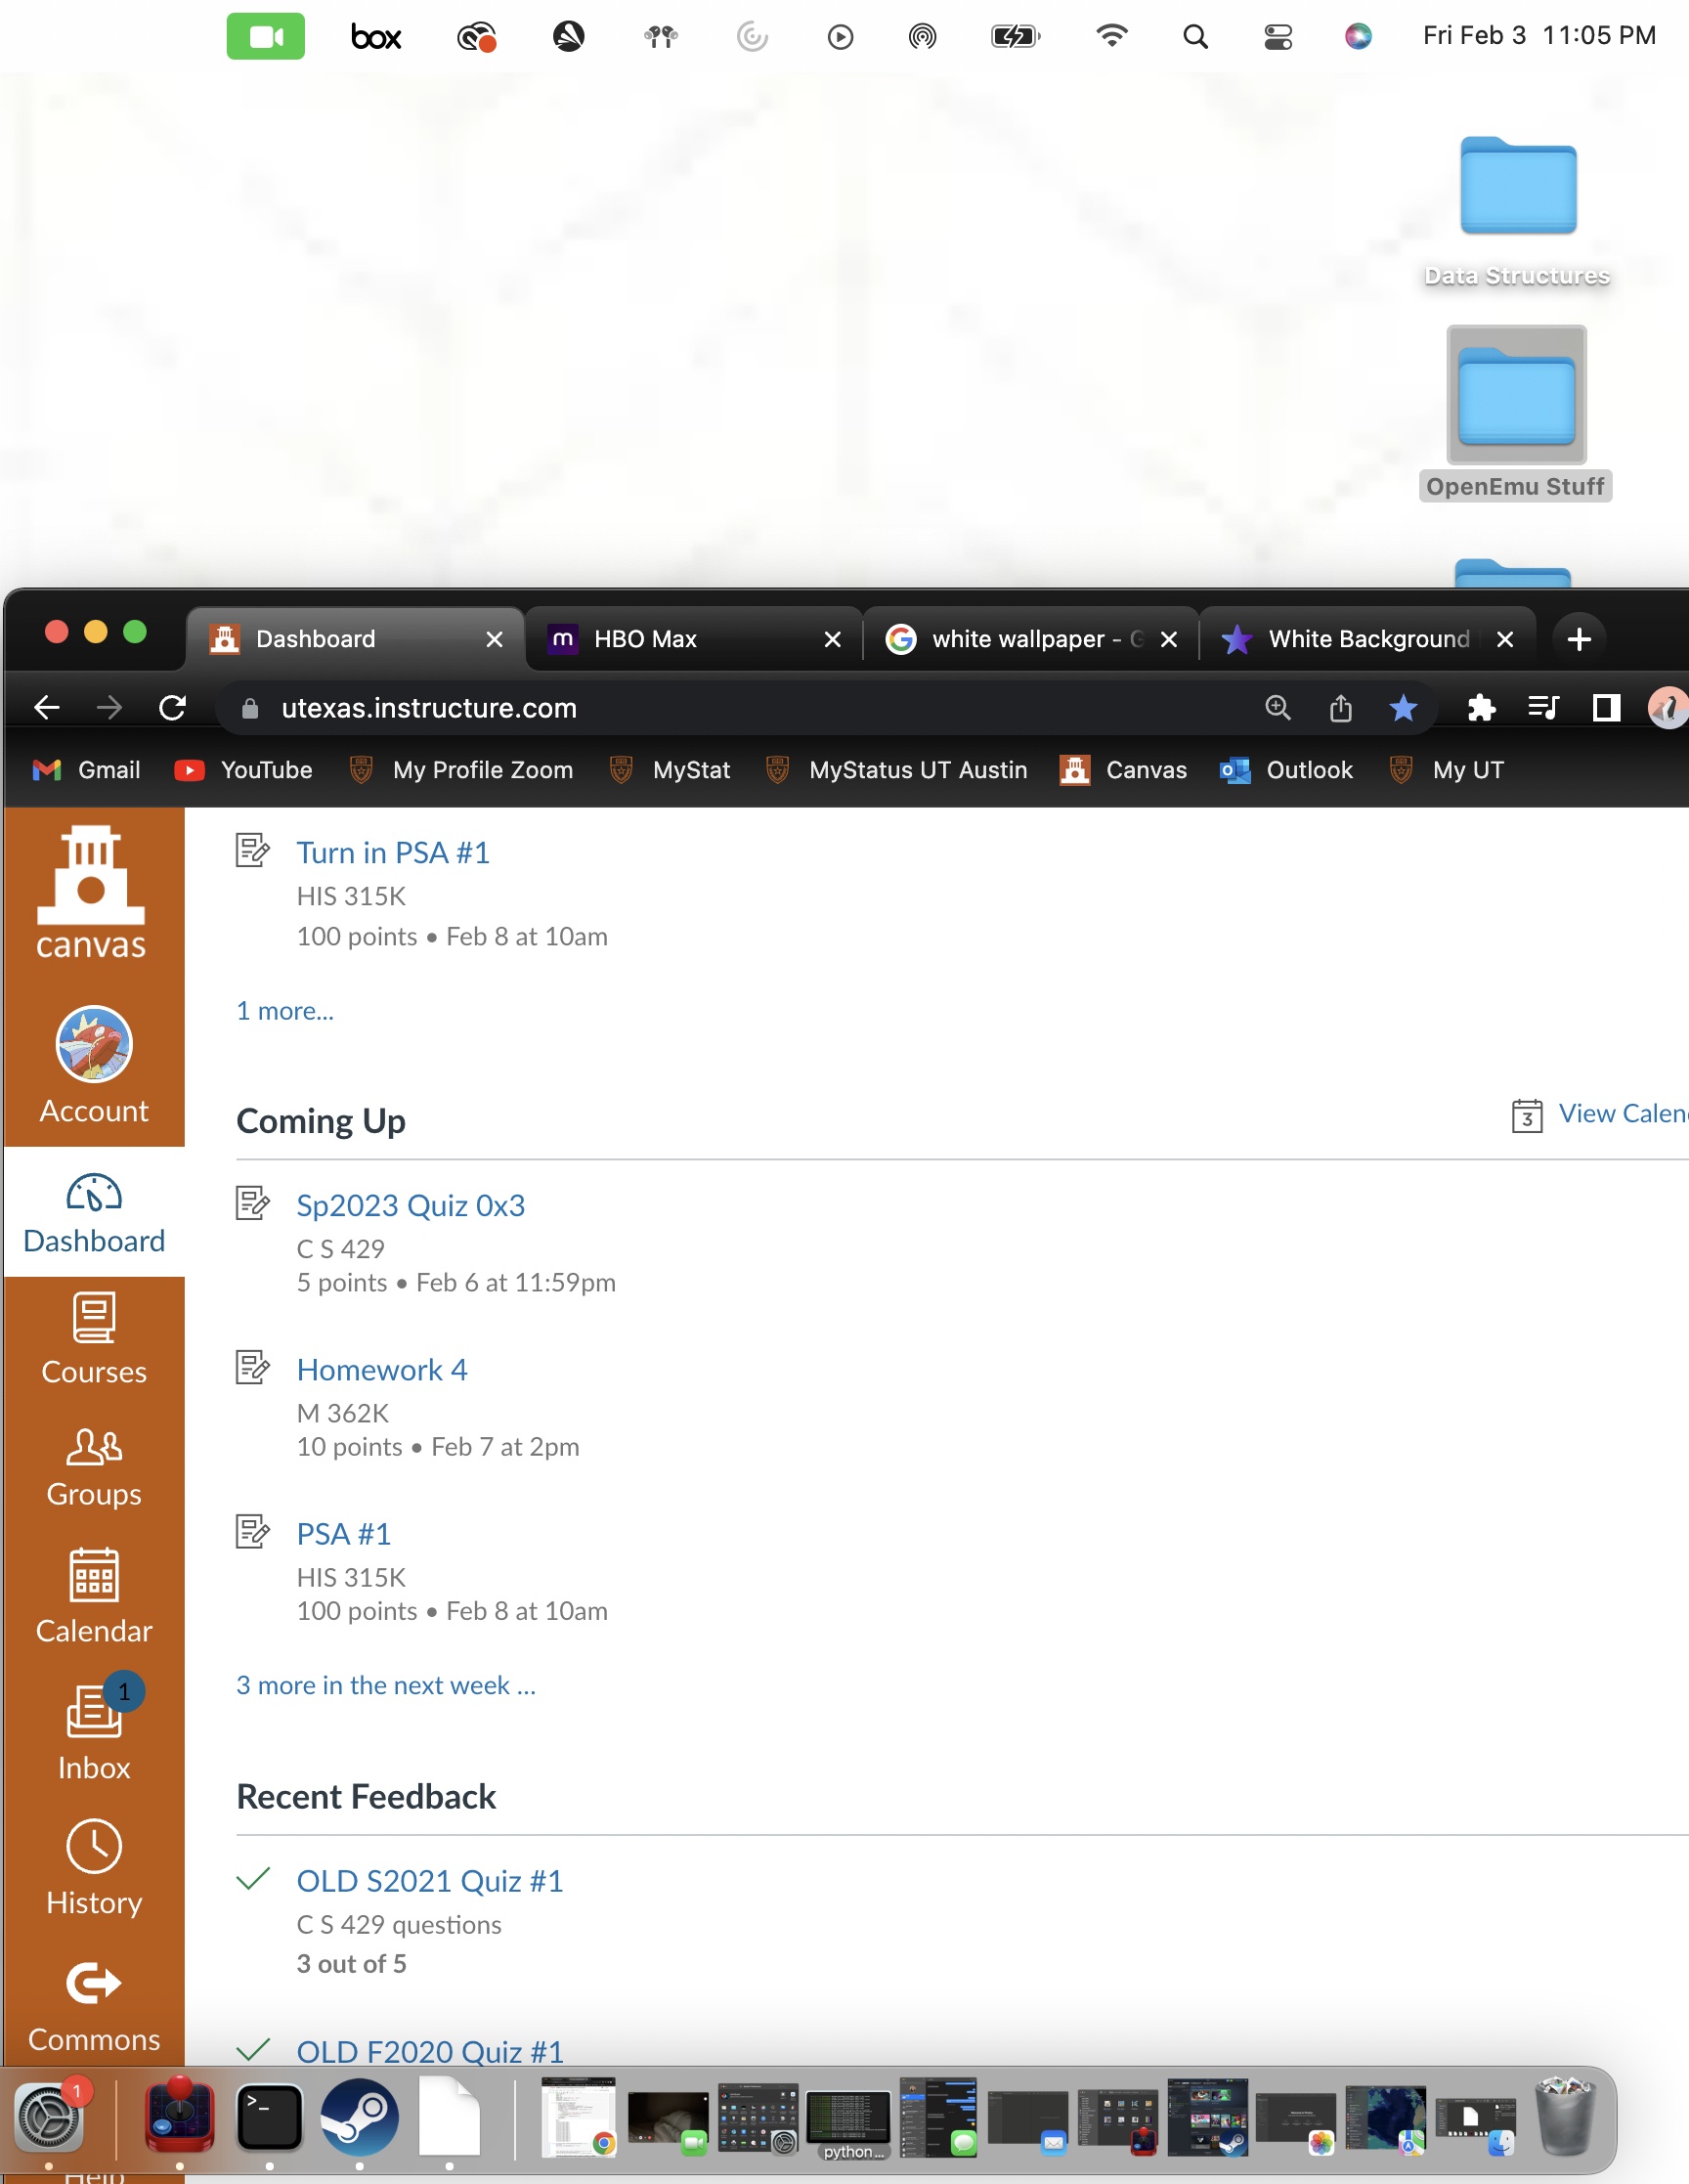 box
Fri Feb 3 11:05 PM
Data Structures
OpenEmu Stuff
Dashboard
HBO Max
white wallpaper -
White Background
utexas.instructure.com
Gmail
YouTube
My Profile Zoom
MyStat
MyStatus UT Austin
Canvas
Outlook
My UT
canvas
Account
Dashboard
Courses
Groups
Calendar
1
Inbox
History
Commons
Help
Turn in PSA #1
HIS 315K
100 points • Feb 8 at 10am
1 more...
Coming Up
3 View Calen
Sp2023 Quiz 0x3
C S 429
5 points • Feb 6 at 11:59pm
Homework 4
M 362K
10 points • Feb 7 at 2pm
PSA #1
HIS 315K
100 points • Feb 8 at 10am
3 more in the next week ...
Recent Feedback
OLD S2021 Quiz #1
C S 429 questions
3 out of 5
OLD F2020 Quiz #1
1
>_
python...